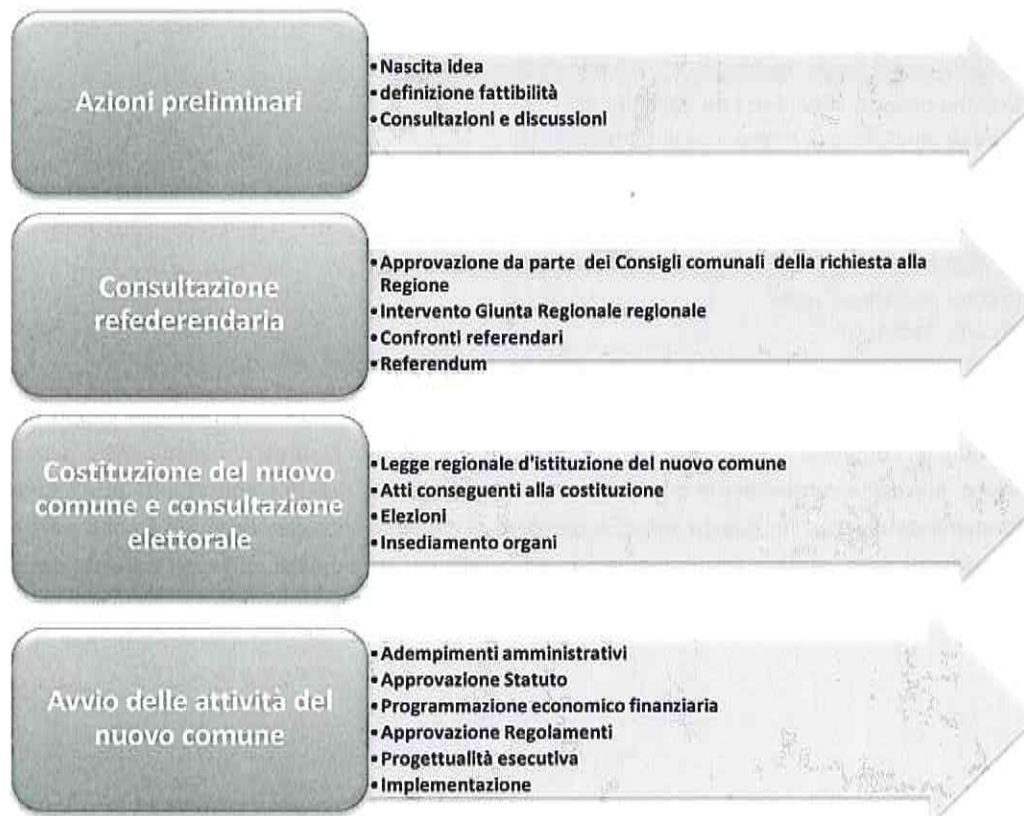 Azioni preliminari
•Nascita idea
•definizione fattibilità
•Consultazioni e discussioni
Consultazione
refederendaria
•Approvazione da parte dei Consigli comunali della richiesta alla
Regione
•Intervento Giunta Regionale regionale
•Confronti referendari
•Referendum
Costituzione del nuovo
comune e consultazione
elettorale
•Legge regionale d'istituzione del nuovo comune
•Atti conseguenti alla costituzione
•Elezioni
•Insediamento organi
Avvio delle attività del
nuovo comune
•Adempimenti amministrativi
•Approvazione Statuto
•Programmazione economico finanziaria
•Approvazione Regolamenti
•Progettualità esecutiva
•Implementazione